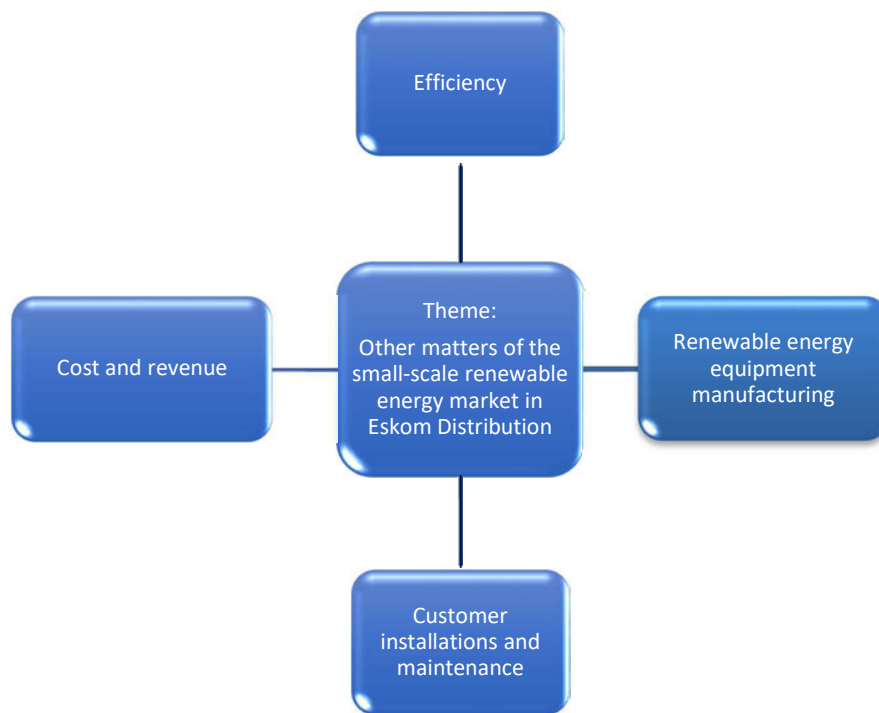 Efficiency
Cost and revenue
Theme:
Other matters of the
small-scale renewable
energy market in
Eskom Distribution
Renewable energy
equipment
manufacturing
Customer
installations and
maintenance